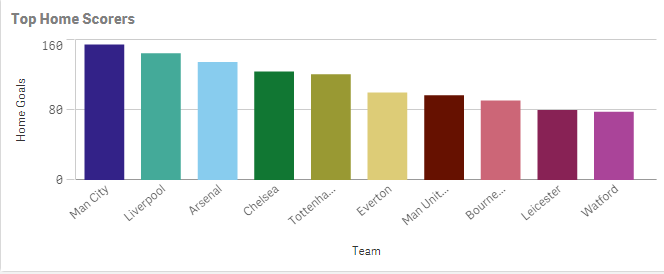 Top Home Scorers
160
80
0
Home Goals
Man City
Liverpool
Arsenal
Chelsea
Tottenha...
Everton
Man Unit...
Bourne...
Leicester
Watford
Team